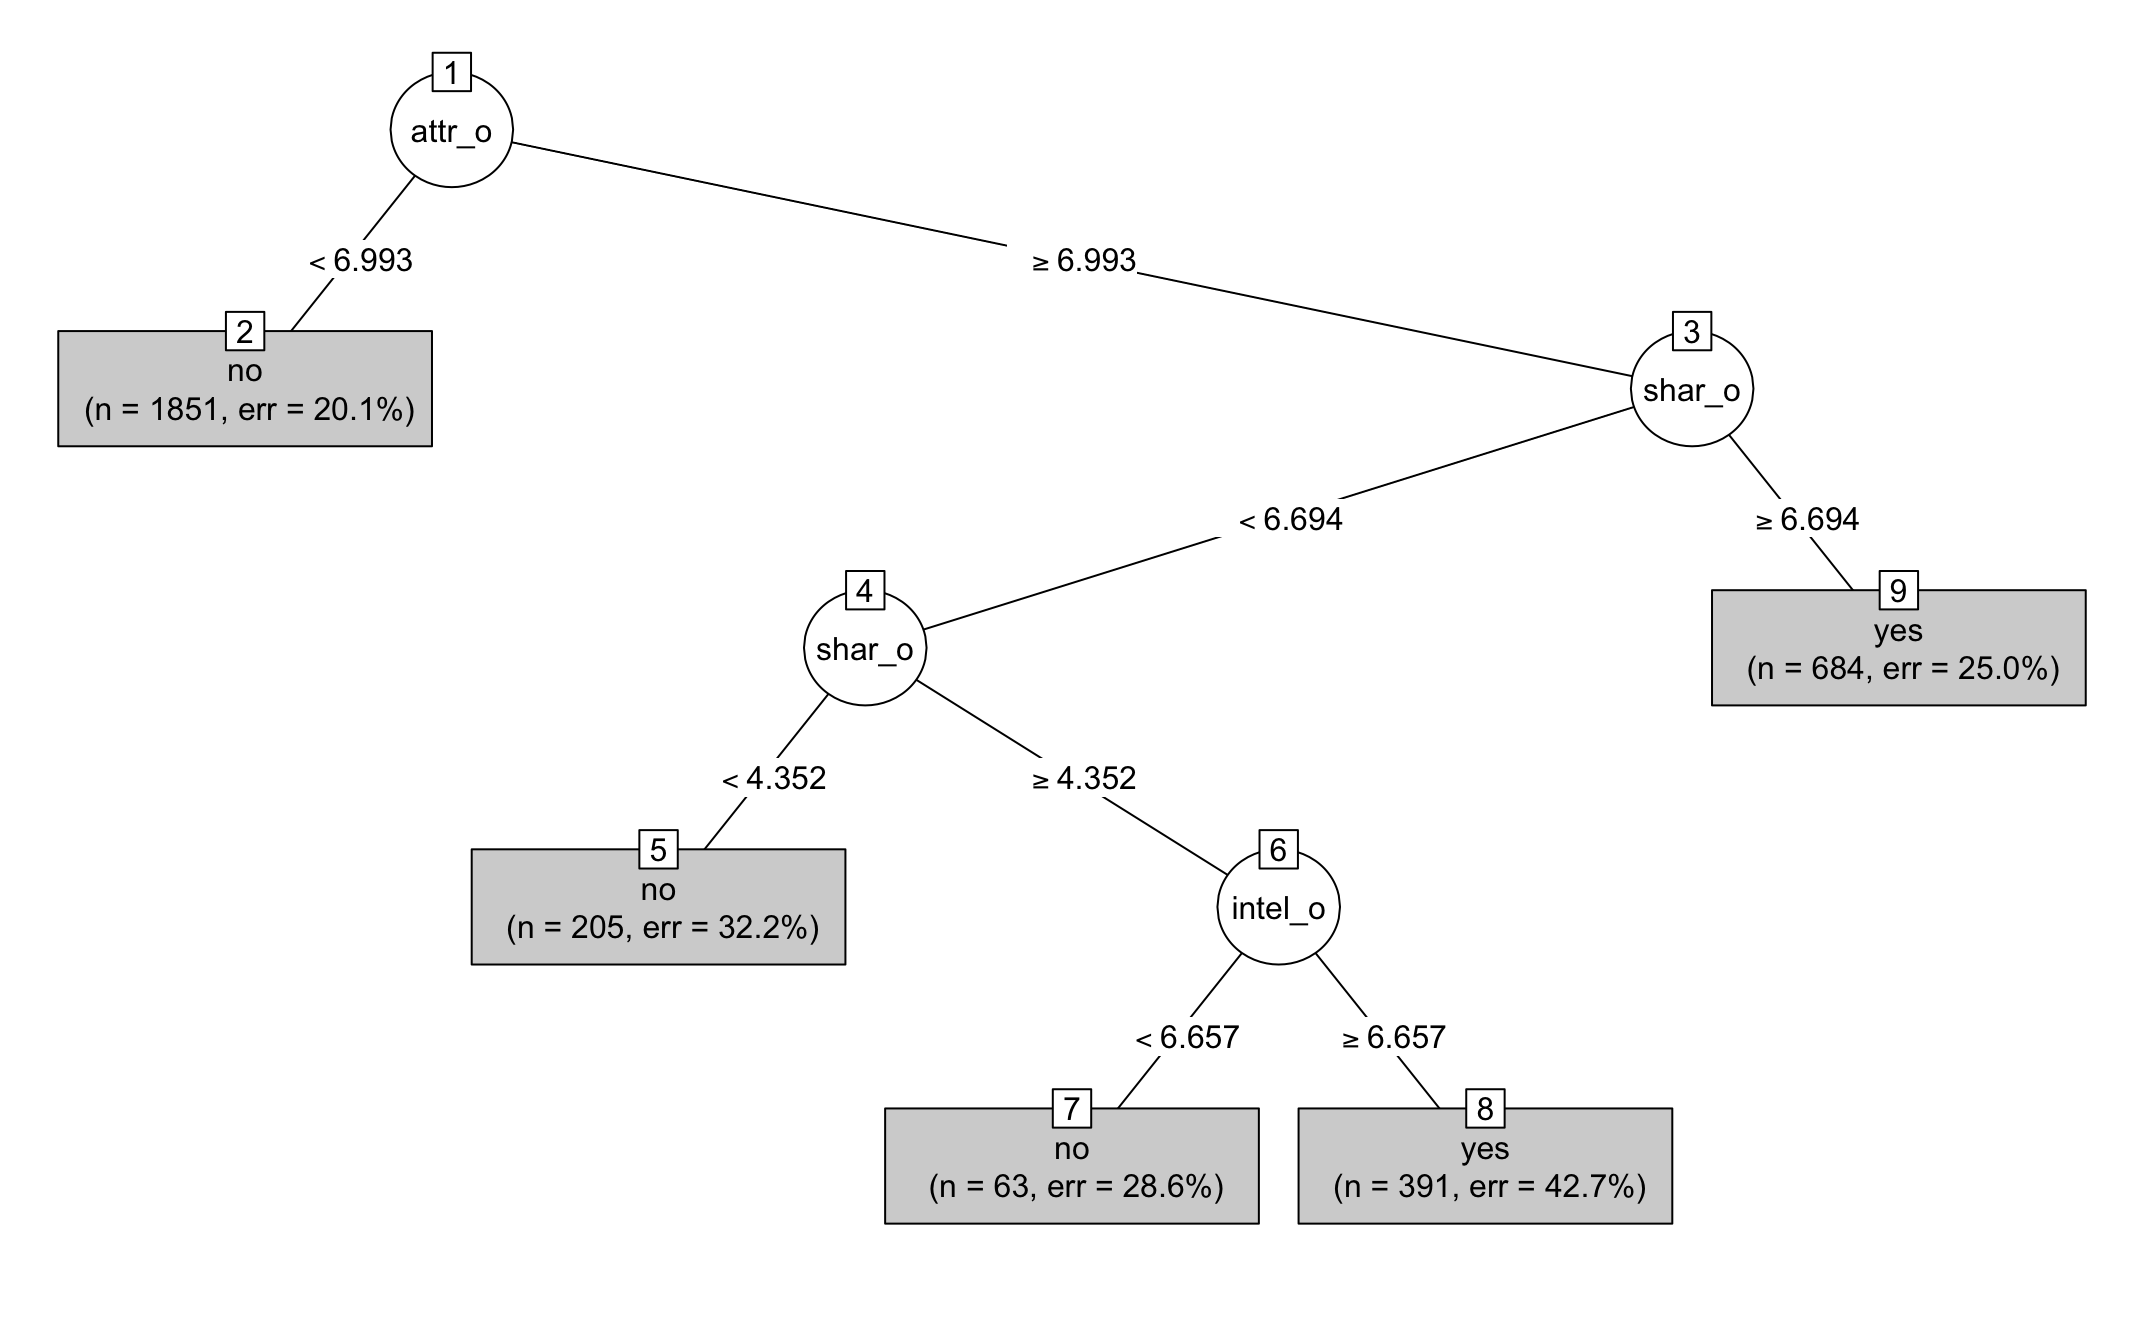 1
attr_o
< 6.993
≥ 6.993
2
no
(n = 1851, err = 20.1%)
3
shar_o
< 6.694
≥ 6.694
4
shar_o
9
yes
(n = 684, err = 25.0%)
< 4.352
≥ 4.352
5
no
(n = 205, err = 32.2%)
6
intel_o
< 6.657
≥ 6.657
7
no
(n = 63, err = 28.6%)
8
yes
(n = 391, err = 42.7%)